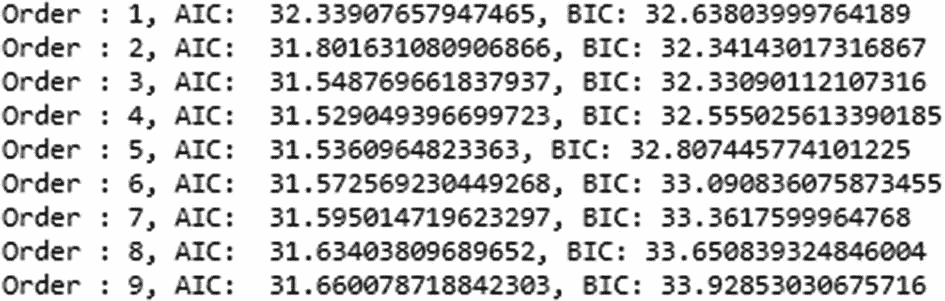 Order : 1, AIC:  32.33907657947465, BIC: 32.63803999764189
Order : 2, AIC:  31.801631080906866, BIC: 32.34143017316867
Order : 3, AIC:  31.548769661837937, BIC: 32.33090112107316
Order : 4, AIC:  31.529049396699723, BIC: 32.555025613390185
Order : 5, AIC:  31.5360964823363, BIC: 32.807445774101225
Order : 6, AIC:  31.572569230449268, BIC: 33.090836075873455
Order : 7, AIC:  31.595014719623297, BIC: 33.3617599964768
Order : 8, AIC:  31.63403809689652, BIC: 33.650839324846004
Order : 9, AIC:  31.660078718842303, BIC: 33.92853030675716